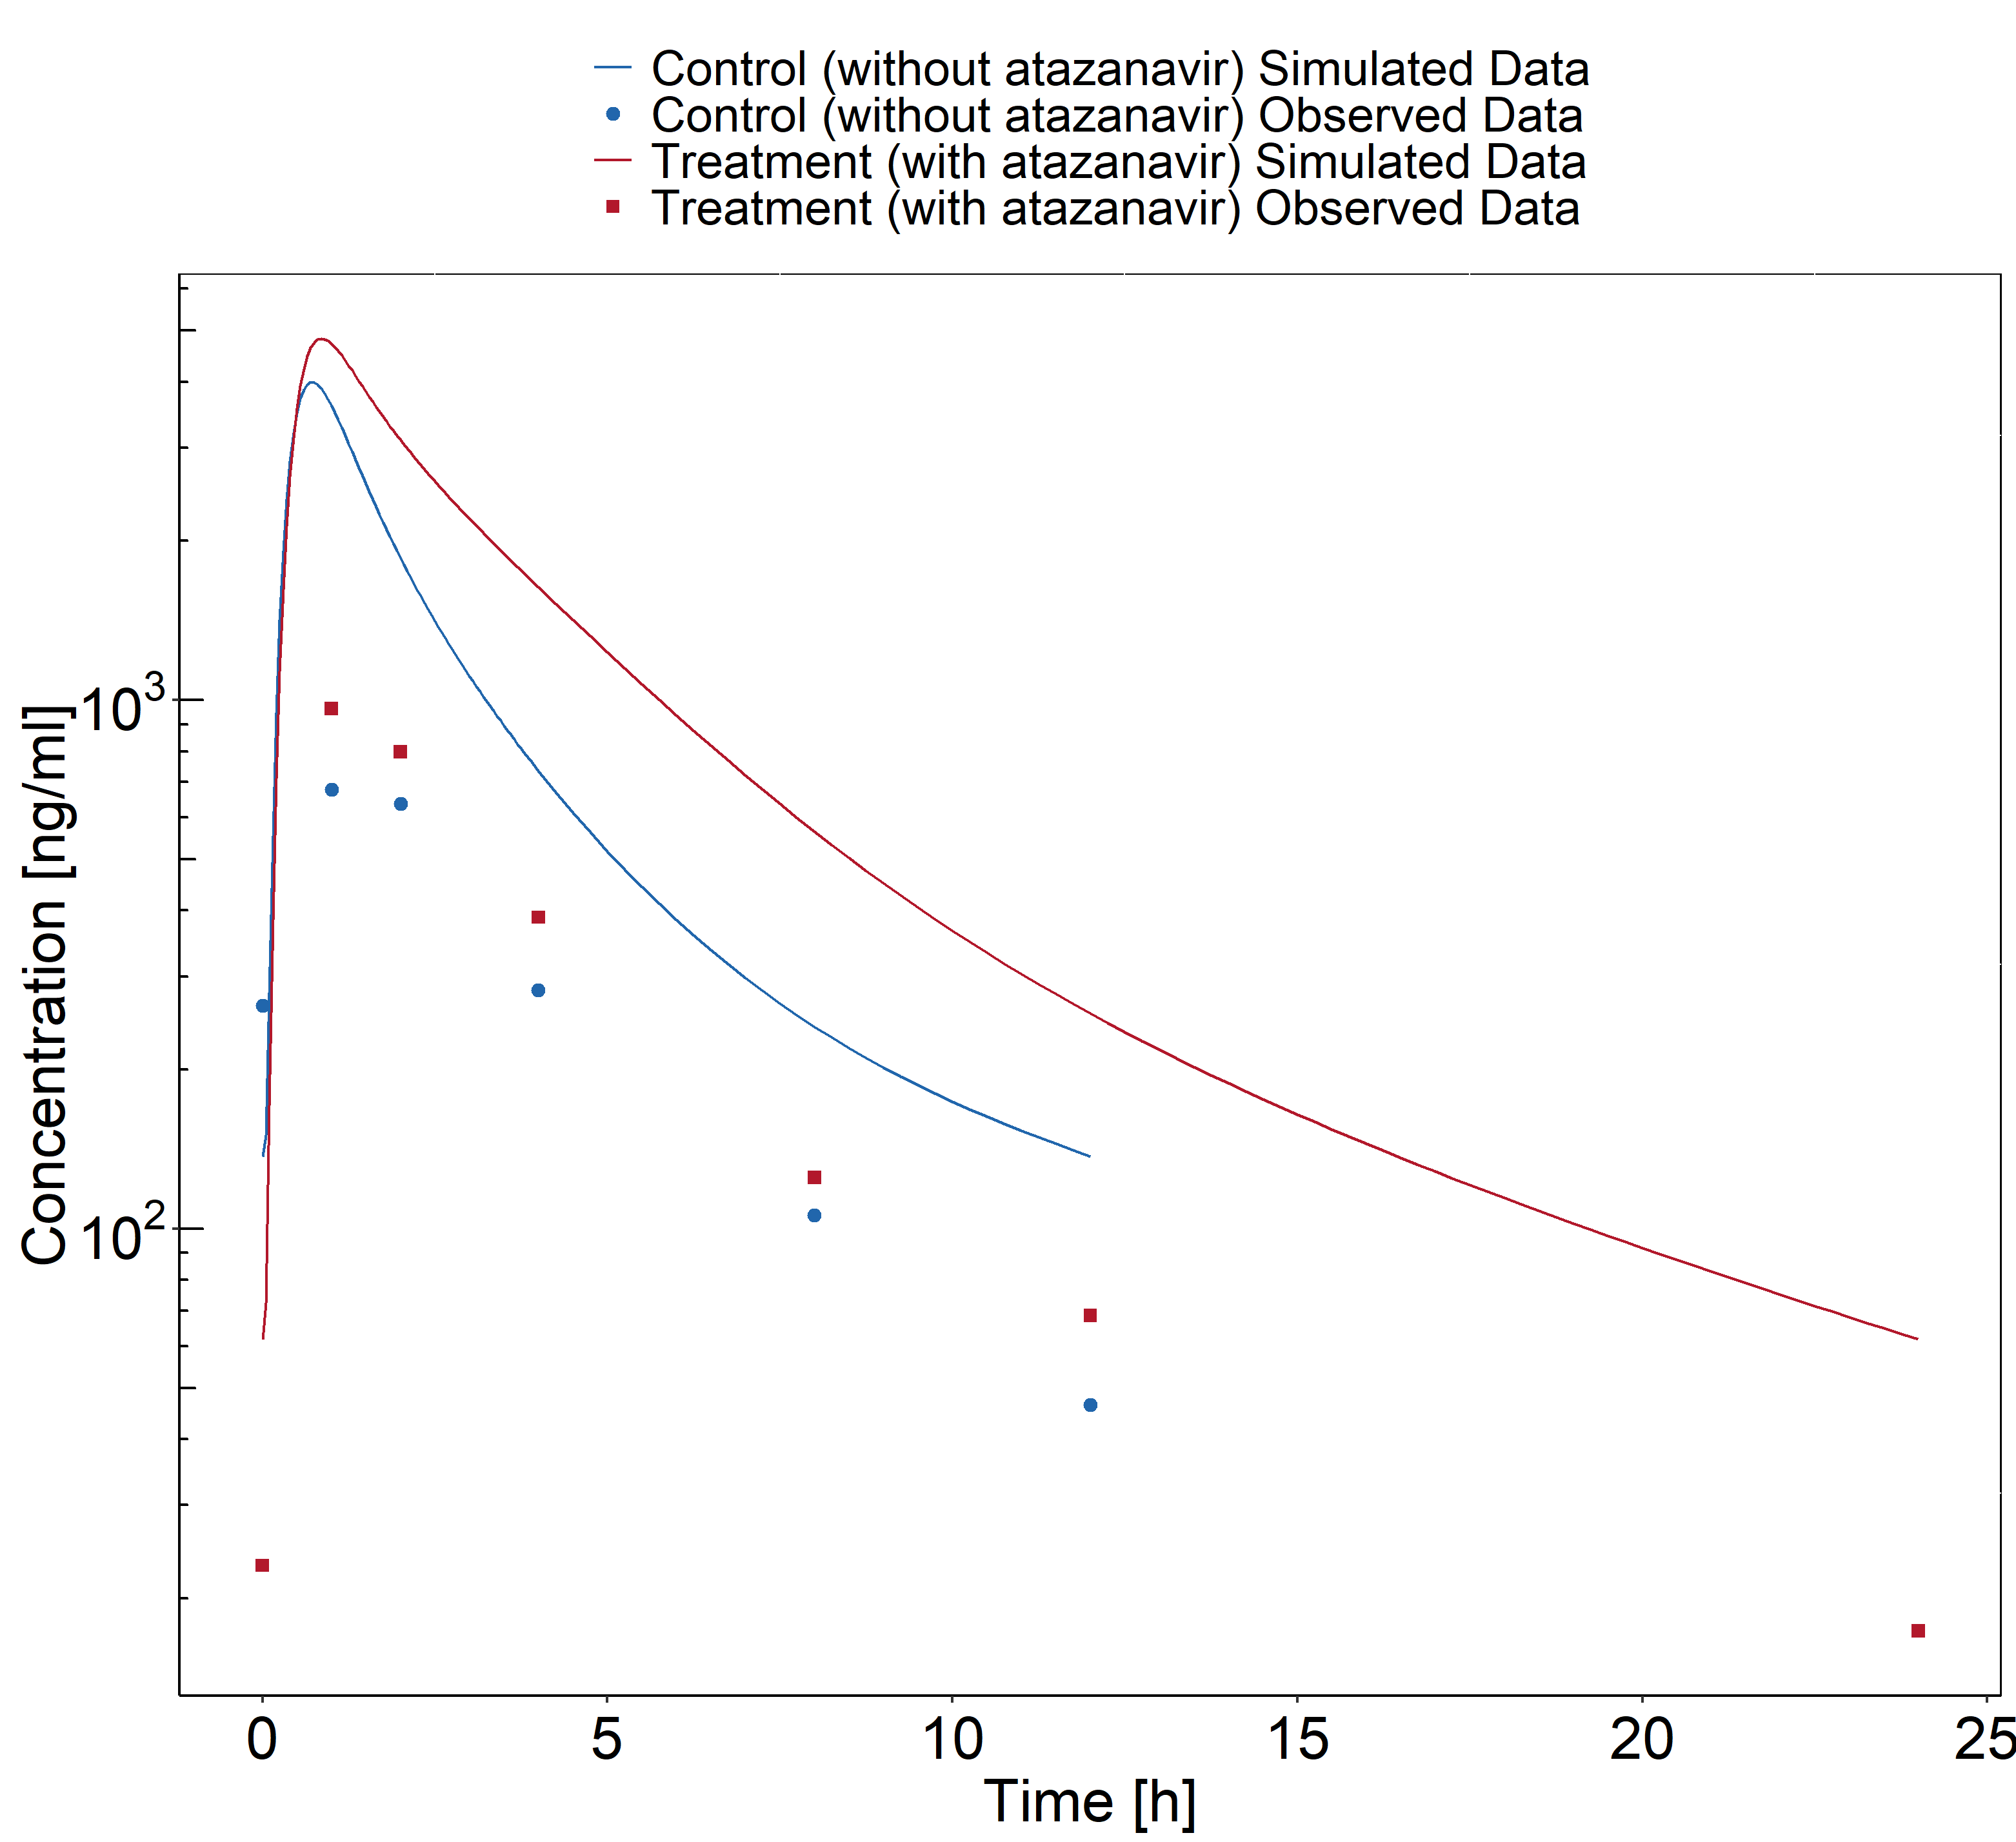 Control (without atazanavir) Simulated Data
Control (without atazanavir) Observed Data
Treatment (with atazanavir) Simulated Data
Treatment (with atazanavir) Observed Data
Concentration [ng/ml]
10³
10²
0 5 10 15 20 25
Time [h]